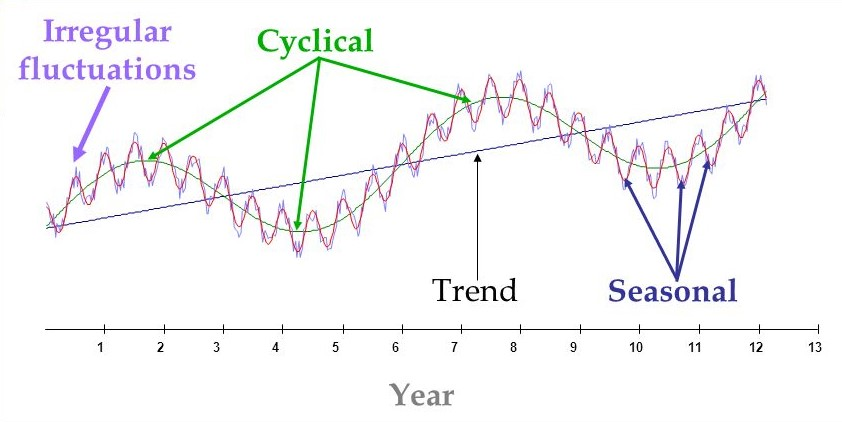 Irregular
fluctuations
Cyclical
Trend
Seasonal
1 2 3 4 5 6 7 8 9 10 11 12 13
Year